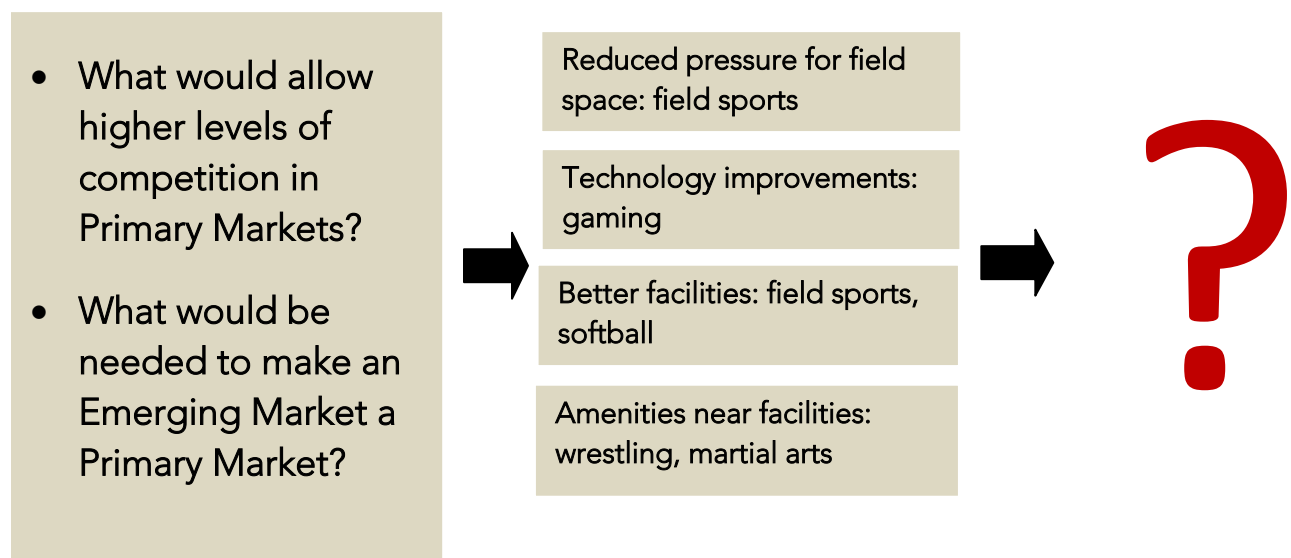 • What would allow
higher levels of
competition in
Primary Markets?
• What would be
needed to make an
Emerging Market a
Primary Market?
Reduced pressure for field
space: field sports
Technology improvements:
gaming
Better facilities: field sports,
softball
Amenities near facilities:
wrestling, martial arts
?